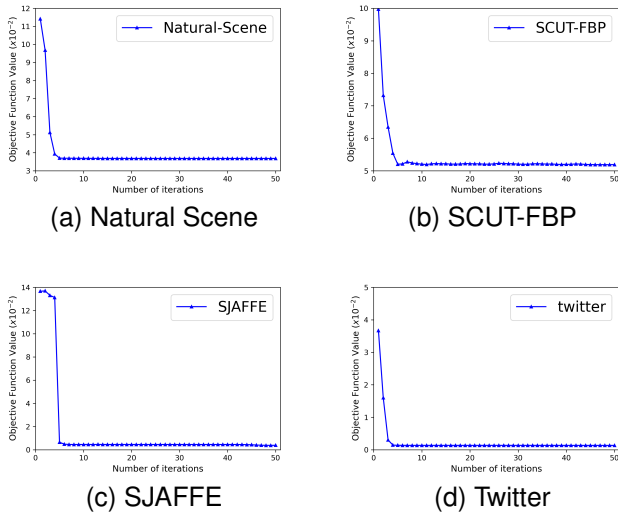 Natural-Scene
Objective Function Value (x10⁻²)
12
11
10
9
8
7
6
5
4
3
0 10 20 30 40 50
Number of iterations
(a) Natural Scene
SCUT-FBP
Objective Function Value (x10⁻²)
10
9
8
7
6
5
0 10 20 30 40 50
Number of iterations
(b) SCUT-FBP
SJAFFE
Objective Function Value (x10⁻²)
14
12
10
8
6
4
2
0
0 10 20 30 40 50
Number of iterations
(c) SJAFFE
twitter
Objective Function Value (x10⁻²)
5
4
3
2
1
0
0 10 20 30 40 50
Number of iterations
(d) Twitter